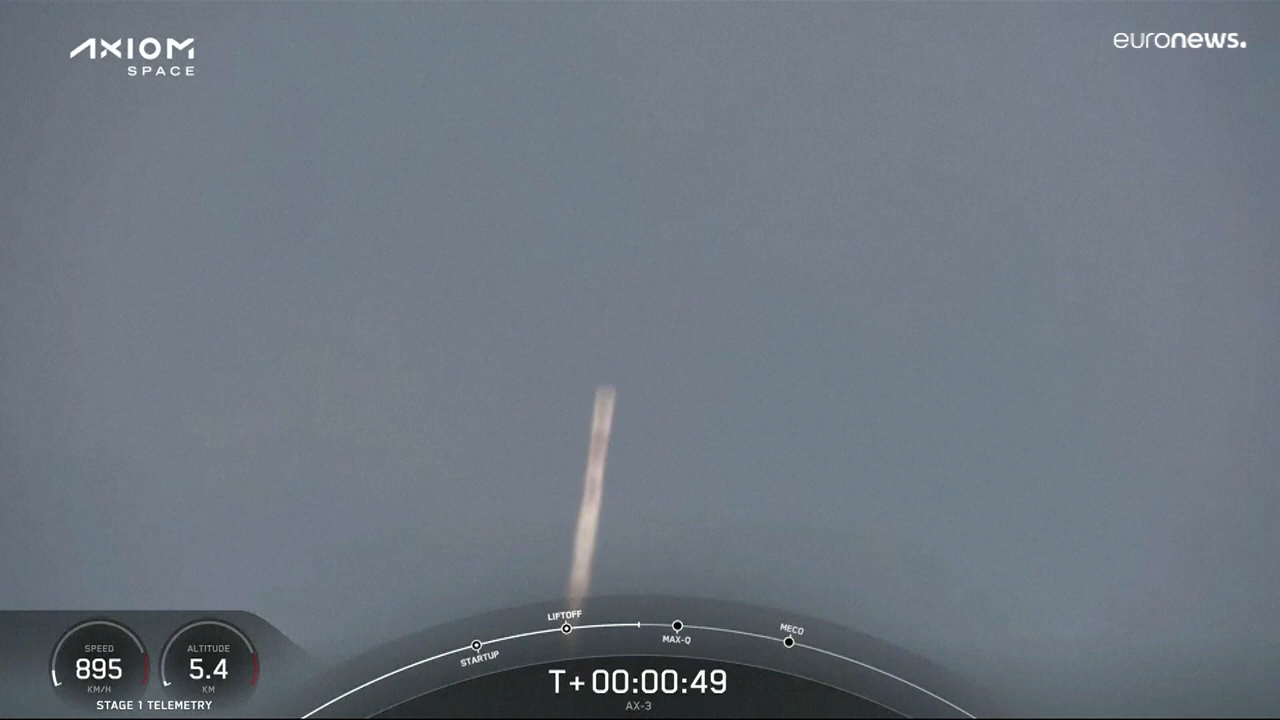 AXIOM
SPACE
euronews.
LIFTOFF
MECO
STARTUP
MAX-Q
SPEED
895
KM/H
ALTITUDE
5.4
KM
STAGE 1 TELEMETRY
T+00:00:49
AX-3